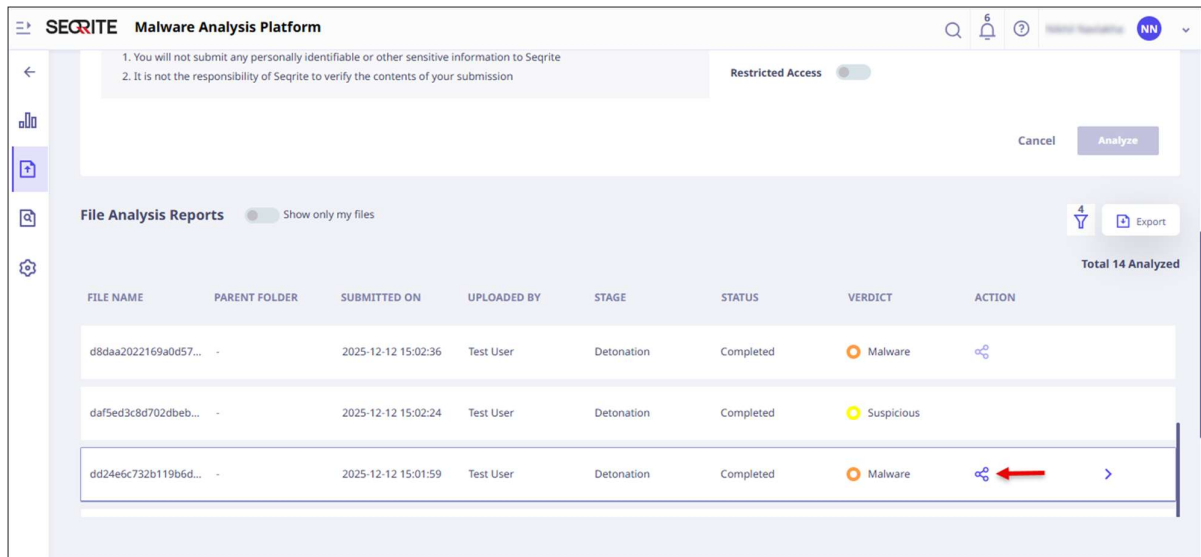 SEQRITE Malware Analysis Platform
6
NN
1. You will not submit any personally identifiable or other sensitive information to Seqrite
2. It is not the responsibility of Seqrite to verify the contents of your submission
Restricted Access
Cancel Analyze
File Analysis Reports Show only my files
4
Export
Total 14 Analyzed
FILE NAME PARENT FOLDER SUBMITTED ON UPLOADED BY STAGE STATUS VERDICT ACTION
d8daa2022169a0d57... - 2025-12-12 15:02:36 Test User Detonation Completed Malware
daf5ed3c8d702dbeb... - 2025-12-12 15:02:24 Test User Detonation Completed Suspicious
dd24e6c732b119b6d... - 2025-12-12 15:01:59 Test User Detonation Completed Malware